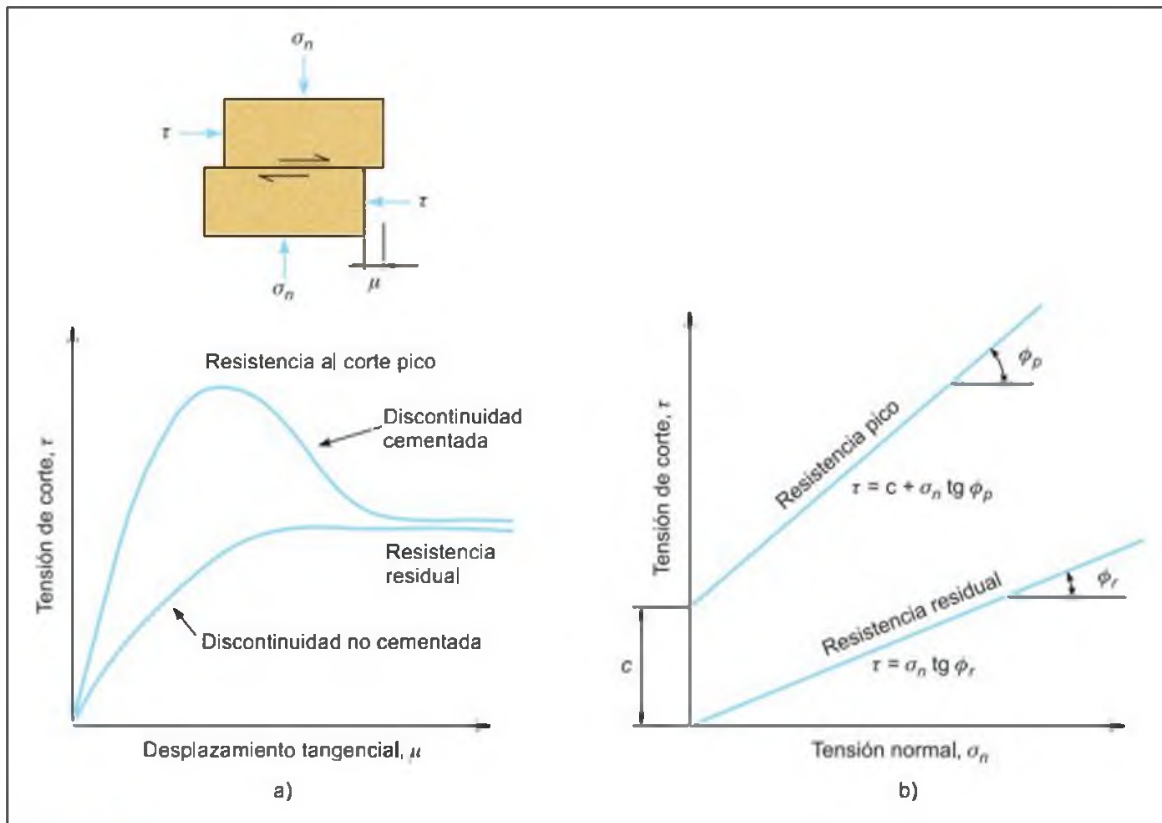 σn
τ
τ
σn
μ
Resistencia al corte pico
Discontinuidad
cementada
Resistencia
residual
Discontinuidad no cementada
Tensión de corte, τ
Desplazamiento tangencial, μ
a)
ϕp
Resistencia pico
τ = c + σn tg ϕp
Tensión de corte, τ
ϕr
Resistencia residual
τ = σn tg ϕr
c
Tensión normal, σn
b)